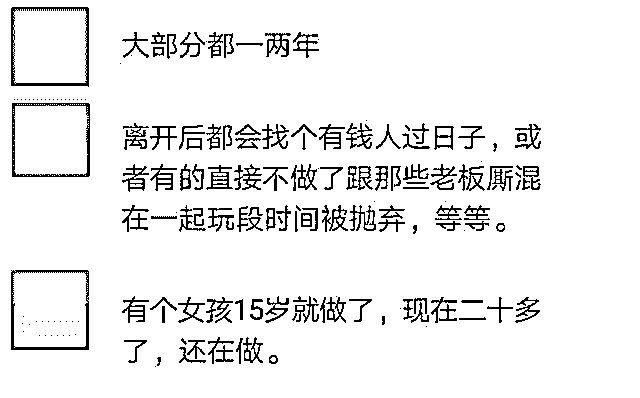 大部分都一两年
离开后都会找个有钱人过日子，或
者有的直接不做了跟那些老板厮混
在一起玩段时间被抛弃，等等。
有个女孩15岁就做了，现在二十多
了，还在做。